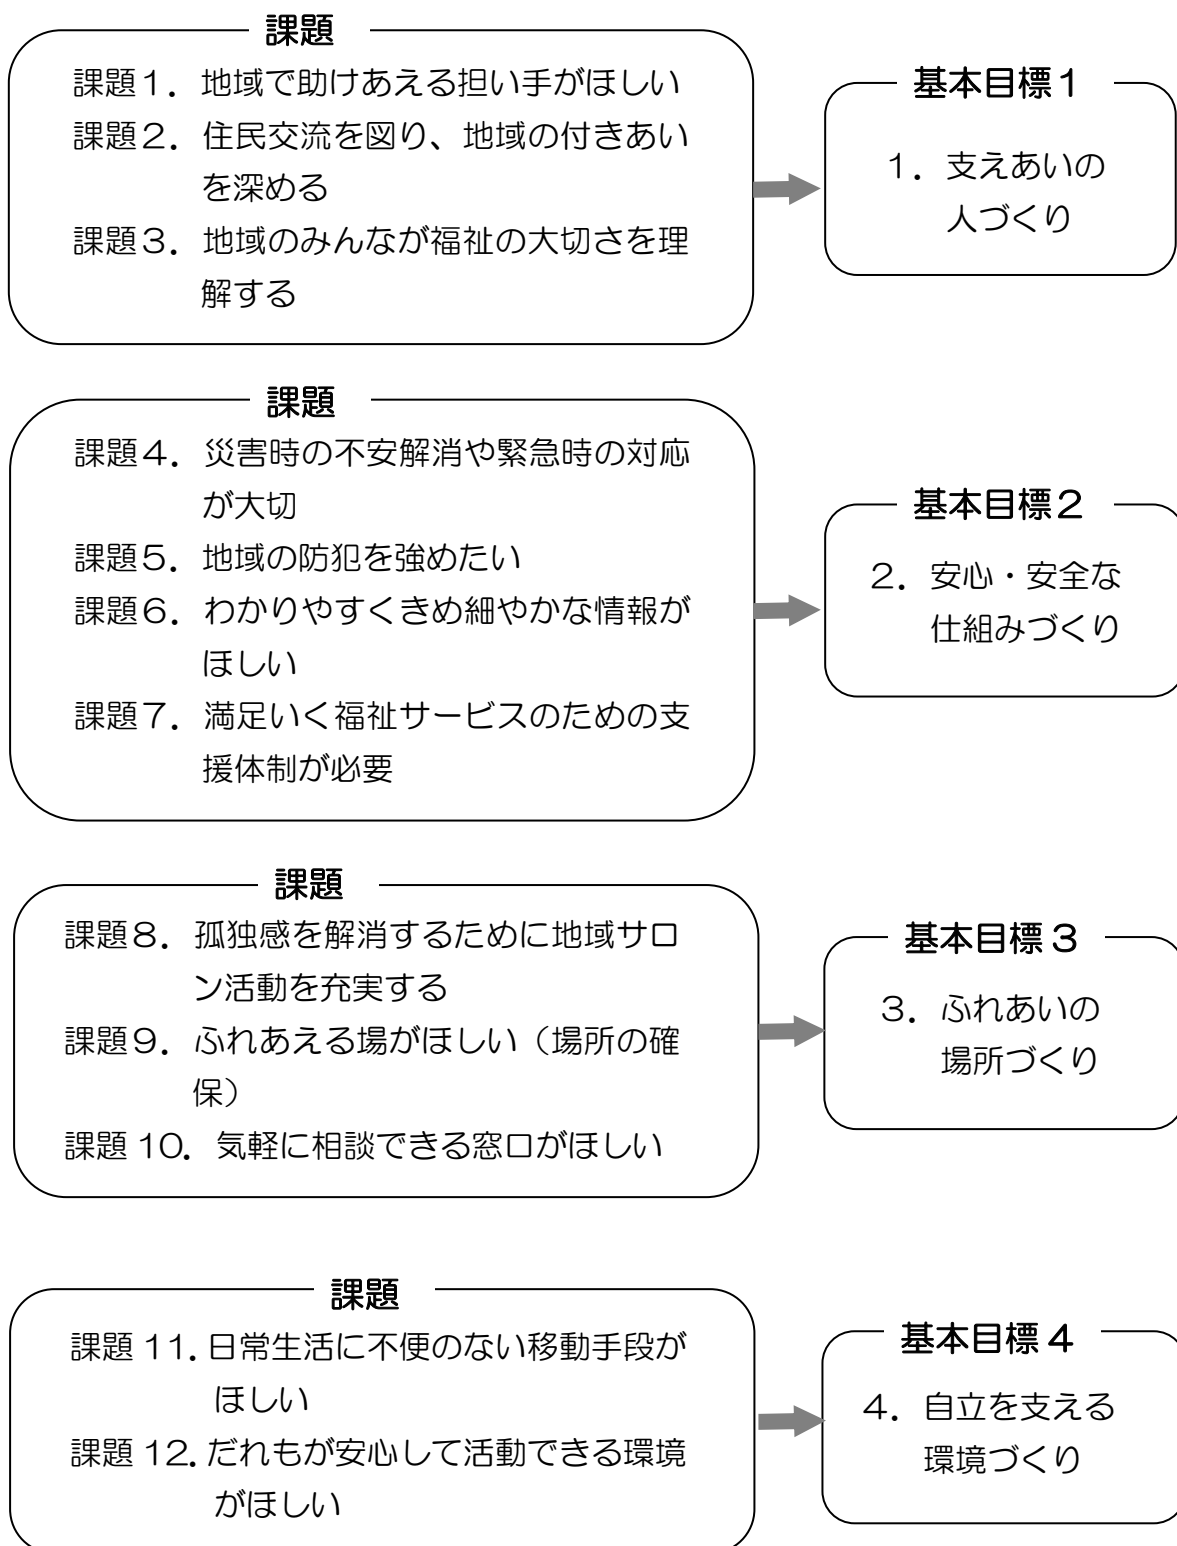 課題
課題１．地域で助けあえる担い手がほしい
課題２．住民交流を図り、地域の付きあい
を深める
課題３．地域のみんなが福祉の大切さを理
解する
基本目標１
１．支えあいの
人づくり
課題
課題４．災害時の不安解消や緊急時の対応
が大切
課題５．地域の防犯を強めたい
課題６．わかりやすくきめ細やかな情報が
ほしい
課題７．満足いく福祉サービスのための支
援体制が必要
基本目標２
２．安心・安全な
仕組みづくり
課題
課題８．孤独感を解消するために地域サロ
ン活動を充実する
課題９．ふれあえる場がほしい（場所の確
保）
課題 10．気軽に相談できる窓口がほしい
基本目標３
３．ふれあいの
場所づくり
課題
課題 11．日常生活に不便のない移動手段が
ほしい
課題 12．だれもが安心して活動できる環境
がほしい
基本目標４
４．自立を支える
環境づくり